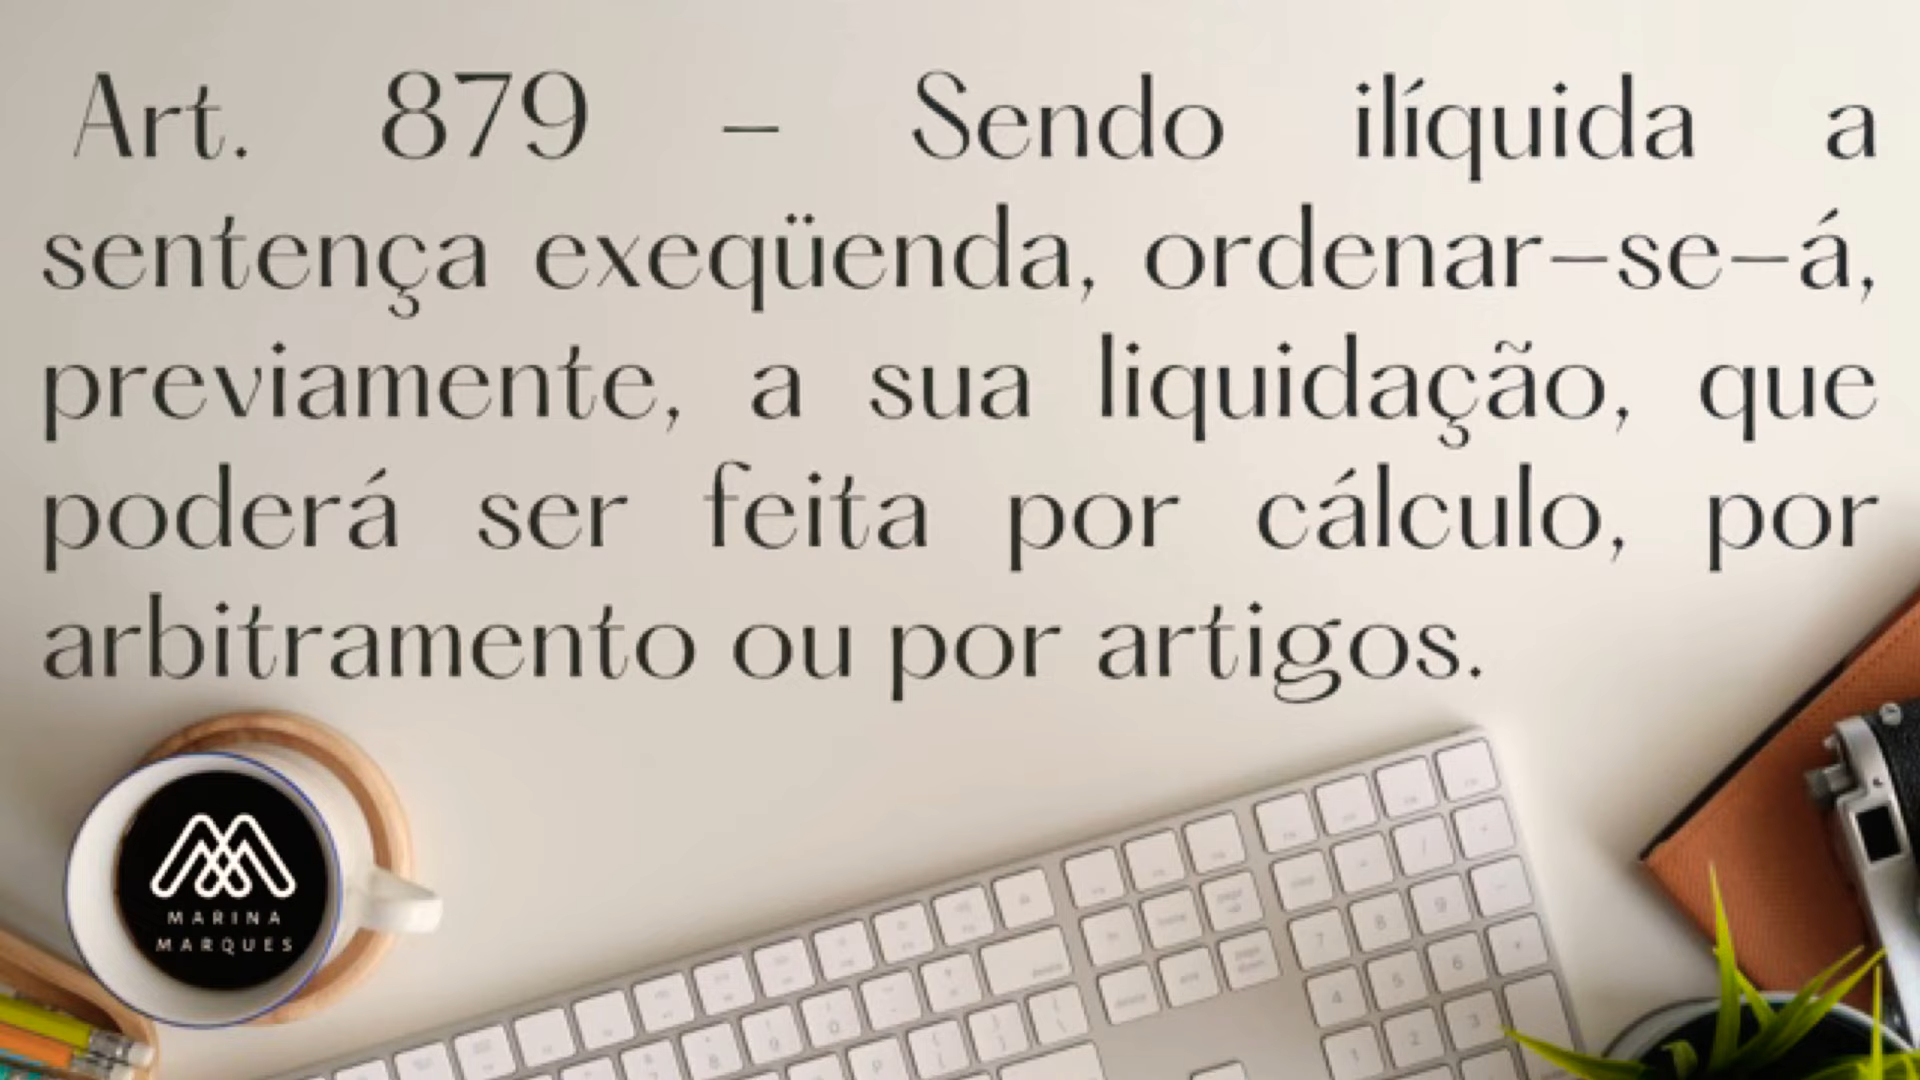 Art. 879 – Sendo ilíquida a
sentença exeqüenda, ordenar-se-á,
previamente, a sua liquidação, que
poderá ser feita por cálculo, por
arbitramento ou por artigos.
MARINA
MARQUES